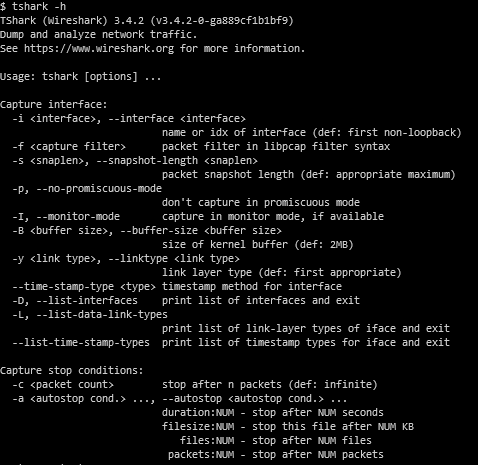 $ tshark -h
TShark (Wireshark) 3.4.2 (v3.4.2-0-ga889cf1b1bf9)
Dump and analyze network traffic.
See https://www.wireshark.org for more information.

Usage: tshark [options] ...

Capture interface:
  -i <interface>, --interface <interface>
                           name or idx of interface (def: first non-loopback)
  -f <capture filter>      packet filter in libpcap filter syntax
  -s <snaplen>, --snapshot-length <snaplen>
                           packet snapshot length (def: appropriate maximum)
  -p, --no-promiscuous-mode
                           don't capture in promiscuous mode
  -I, --monitor-mode       capture in monitor mode, if available
  -B <buffer size>, --buffer-size <buffer size>
                           size of kernel buffer (def: 2MB)
  -y <link type>, --linktype <link type>
                           link layer type (def: first appropriate)
  --time-stamp-type <type> timestamp method for interface
  -D, --list-interfaces    print list of interfaces and exit
  -L, --list-data-link-types
                           print list of link-layer types of iface and exit
  --list-time-stamp-types  print list of timestamp types for iface and exit

Capture stop conditions:
  -c <packet count>        stop after n packets (def: infinite)
  -a <autostop cond.> ..., --autostop <autostop cond.> ...
                           duration:NUM - stop after NUM seconds
                           filesize:NUM - stop this file after NUM KB
                              files:NUM - stop after NUM files
                            packets:NUM - stop after NUM packets